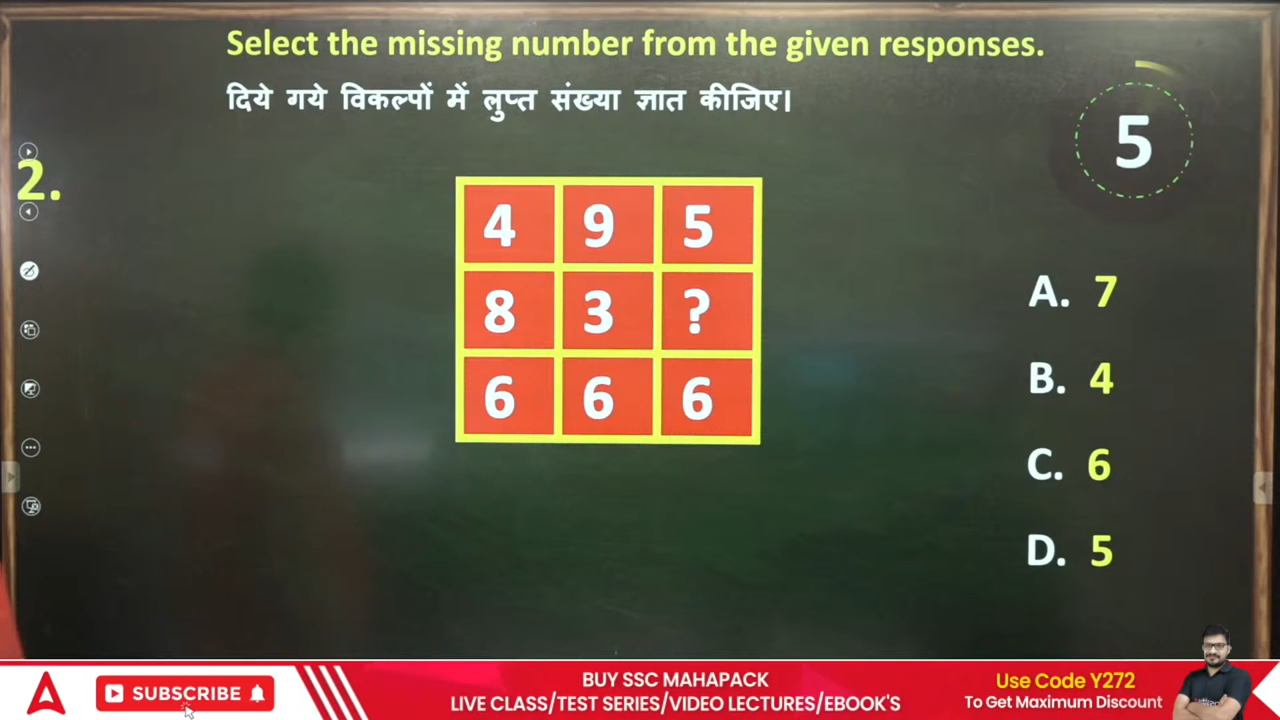 Select the missing number from the given responses.
दिये गये विकल्पों में लुप्त संख्या ज्ञात कीजिए।
5
2.
4 9 5
8 3 ?
6 6 6
A. 7
B. 4
C. 6
D. 5
SUBSCRIBE
BUY SSC MAHAPACK
LIVE CLASS/TEST SERIES/VIDEO LECTURES/EBOOK'S
Use Code Y272
To Get Maximum Discount